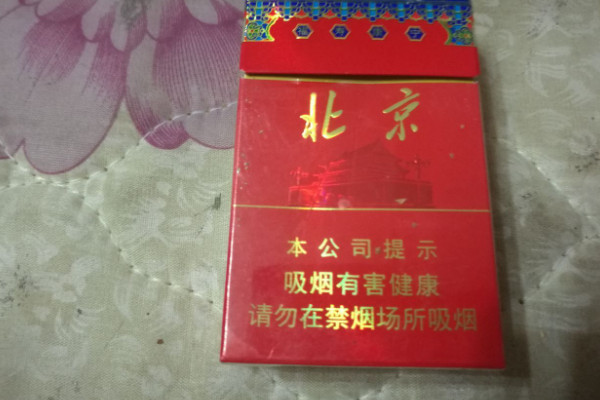 北京
本公司提示
吸烟有害健康
请勿在禁烟场所吸烟